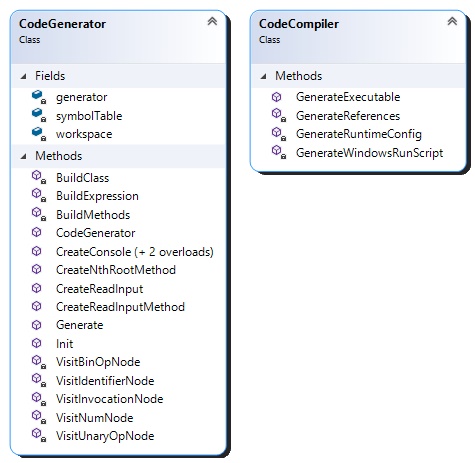 CodeGenerator
Class
Fields
generator
symbolTable
workspace
Methods
BuildClass
BuildExpression
BuildMethods
CodeGenerator
CreateConsole (+ 2 overloads)
CreateNthRootMethod
CreateReadInput
CreateReadInputMethod
Generate
Init
VisitBinOpNode
VisitIdentifierNode
VisitInvocationNode
VisitNumNode
VisitUnaryOpNode
CodeCompiler
Class
Methods
GenerateExecutable
GenerateReferences
GenerateRuntimeConfig
GenerateWindowsRunScript